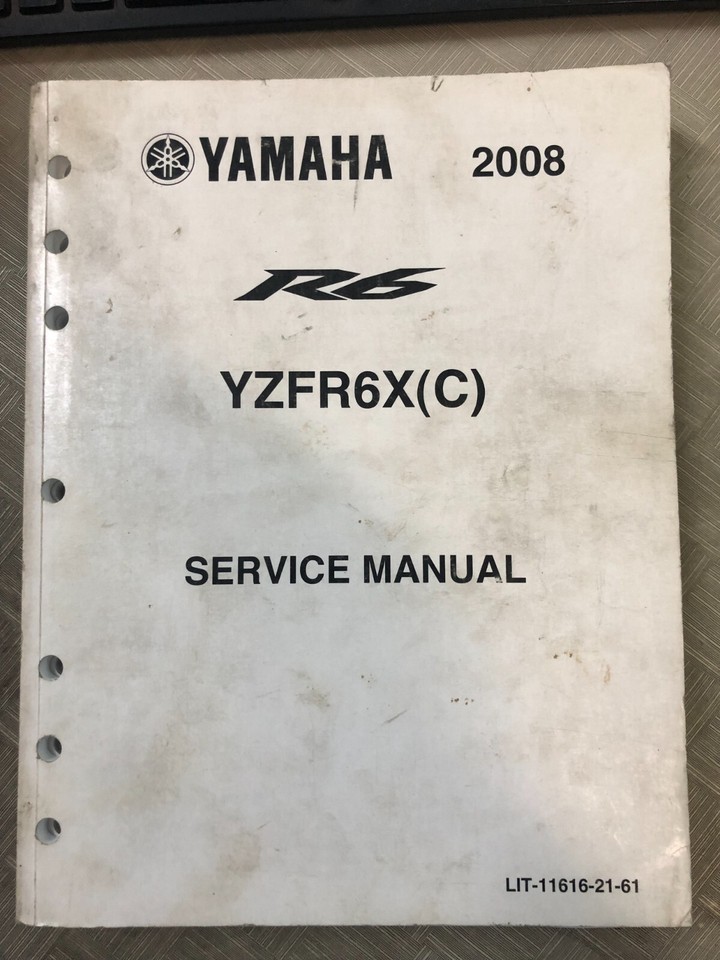 YAMAHA 2008
R6
YZFR6X(C)
SERVICE MANUAL
LIT-11616-21-61